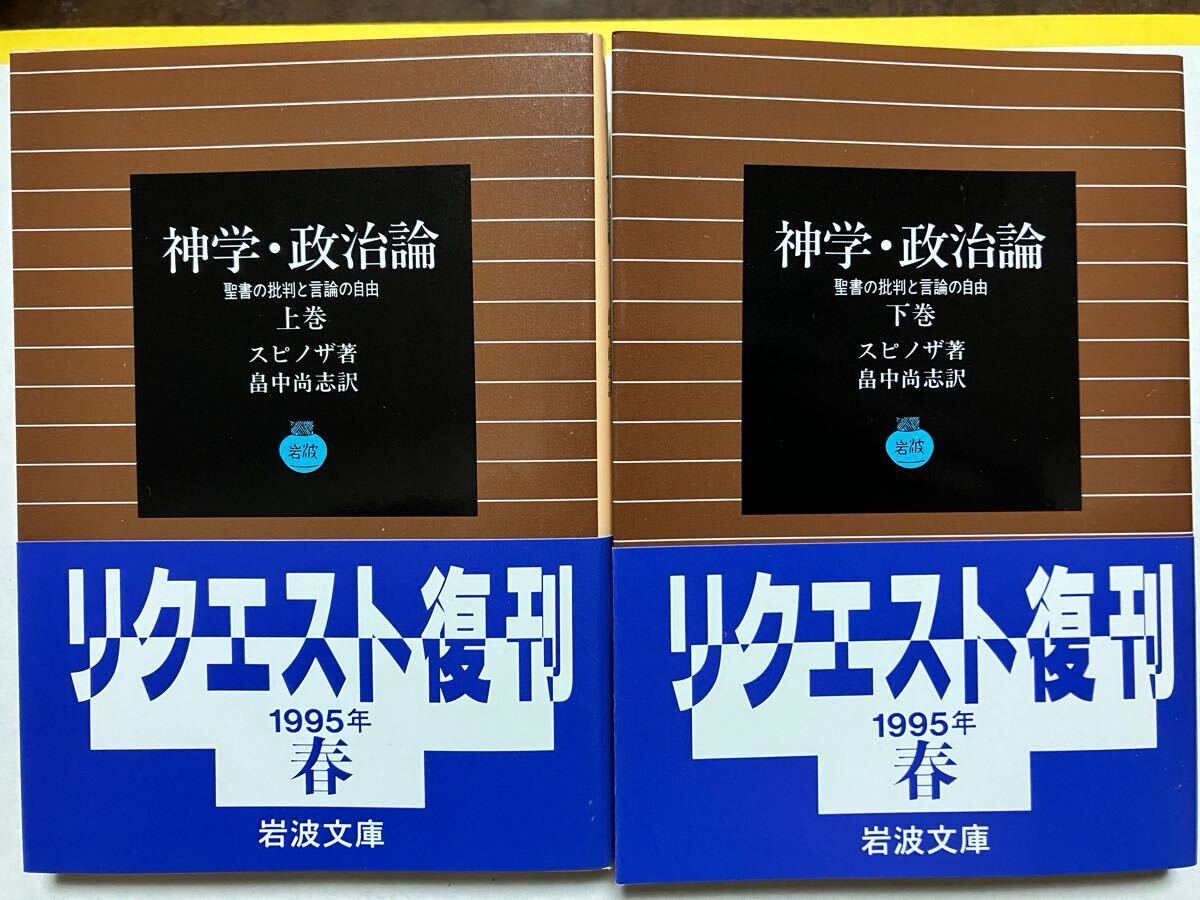 神学・政治論
聖書の批判と言論の自由
上巻
スピノザ著
畠中尚志訳
岩波
リクエスト復刊
1995年
春
岩波文庫
神学・政治論
聖書の批判と言論の自由
下巻
スピノザ著
畠中尚志訳
岩波
リクエスト復刊
1995年
春
岩波文庫